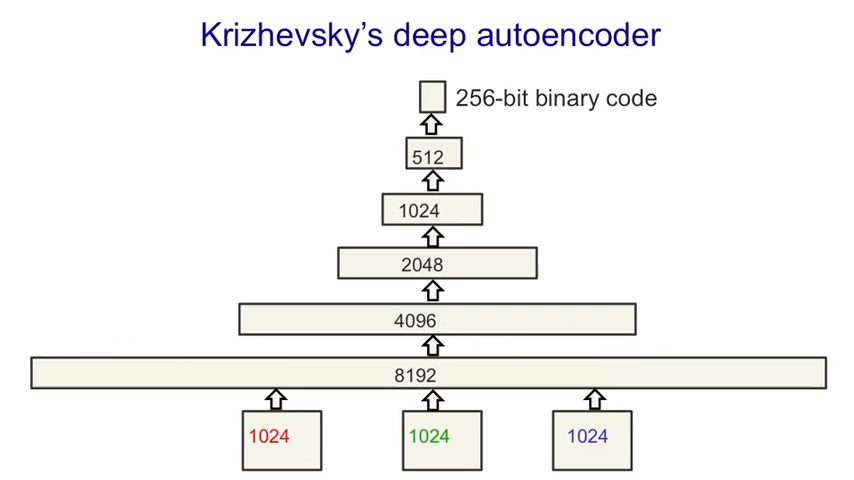 Krizhevsky's deep autoencoder
256-bit binary code
512
1024
2048
4096
8192
1024 1024 1024